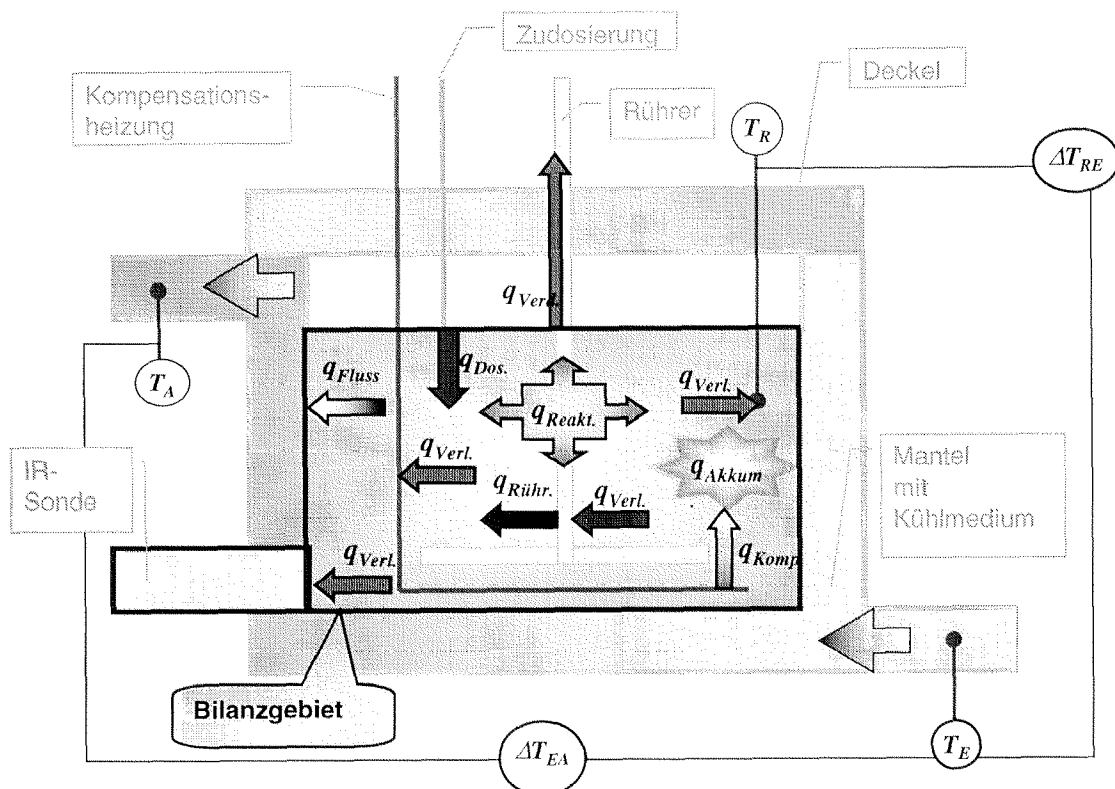 Zudosierung
Deckel
Kompensations-
heizung
Rührer
T_R
ΔT_RE
q_Verd.
T_A
q_Fluss
q_Dos.
q_Verl.
q_Reakt.
q_Verl.
q_Akkum
IR-
Sonde
q_Rühr.
q_Verl.
Mantel
mit
Kühlmedium
q_Verl.
q_Komp
Bilanzgebiet
ΔT_EA
T_E